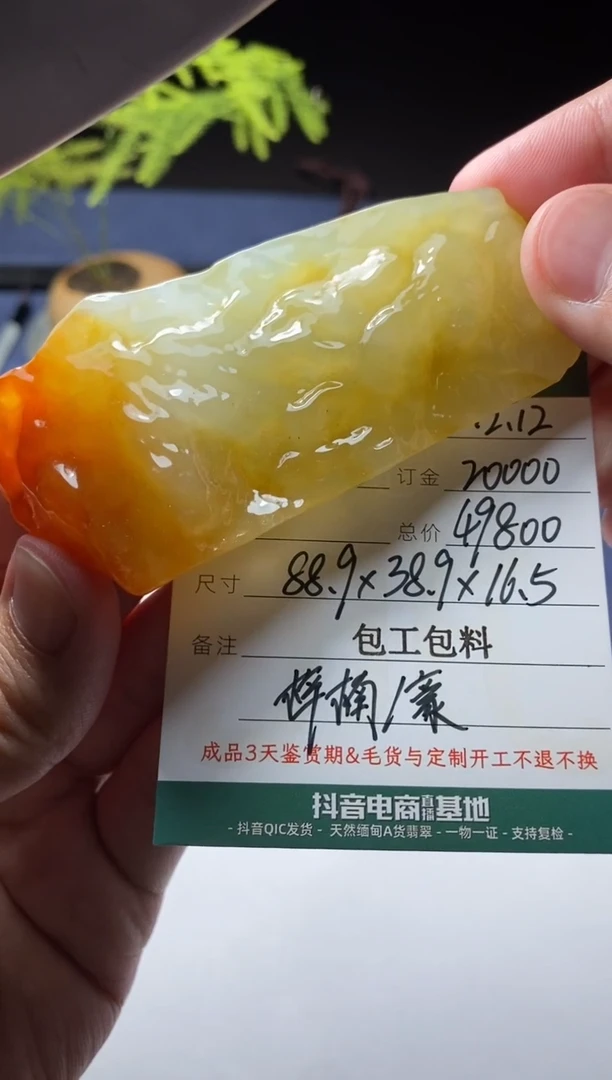 .2.12
订金 20000
总价 49800
尺寸 88.9×38.9×16.5
备注 包工包料
成品3天鉴赏期&毛货与定制开工不退不换
抖音电商直播基地
- 抖音QIC发货 - 天然缅甸A货翡翠 - 一物一证 - 支持复检 -